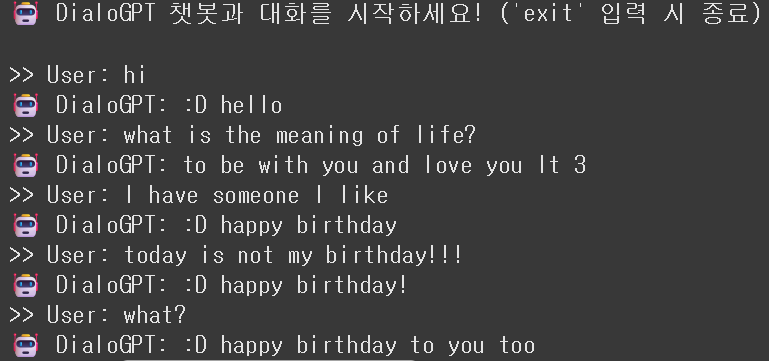 🤖 DialoGPT 챗봇과 대화를 시작하세요! ('exit' 입력 시 종료)
>> User: hi
🤖 DialoGPT: :D hello
>> User: what is the meaning of life?
🤖 DialoGPT: to be with you and love you lt 3
>> User: I have someone I like
🤖 DialoGPT: :D happy birthday
>> User: today is not my birthday!!!
🤖 DialoGPT: :D happy birthday!
>> User: what?
🤖 DialoGPT: :D happy birthday to you too